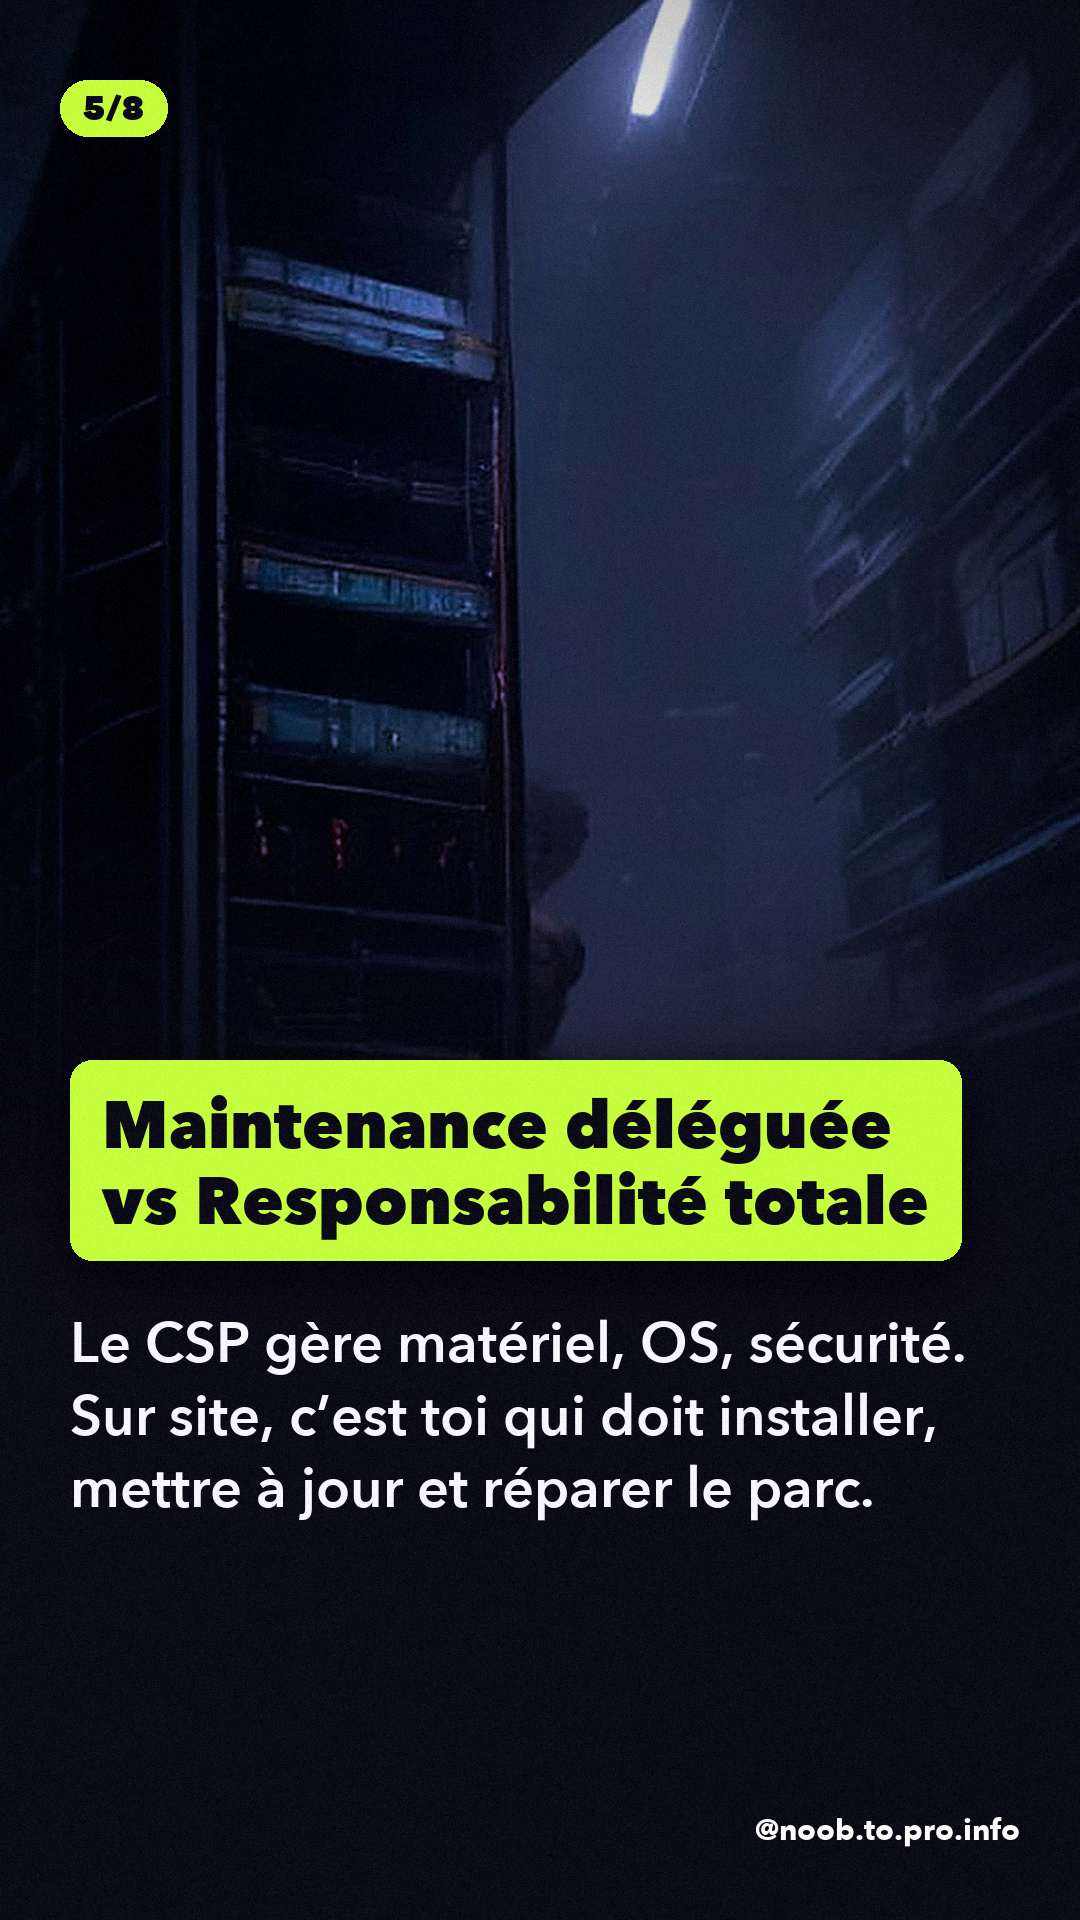 5/8
Maintenance déléguée
vs Responsabilité totale
Le CSP gère matériel, OS, sécurité.
Sur site, c’est toi qui doit installer,
mettre à jour et réparer le parc.
@noob.to.pro.info